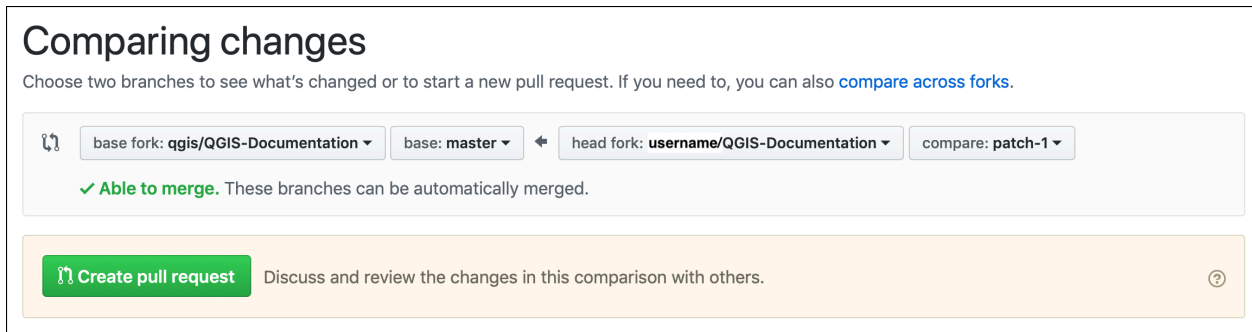 Comparing changes
Choose two branches to see what's changed or to start a new pull request. If you need to, you can also compare across forks.
base fork: qgis/QGIS-Documentation base: master head fork: username/QGIS-Documentation compare: patch-1
Able to merge. These branches can be automatically merged.
Create pull request Discuss and review the changes in this comparison with others. ?